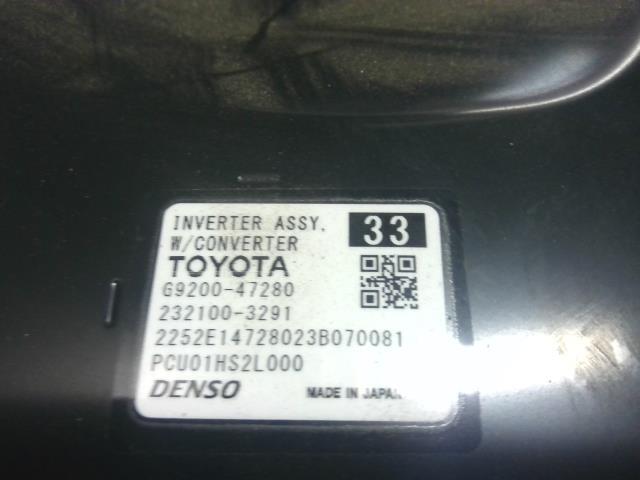 INVERTER ASSY,
W/CONVERTER
33
TOYOTA
G9200-47280
232100-3291
2252E14728023B070081
PCU01HS2L000
DENSO MADE IN JAPAN